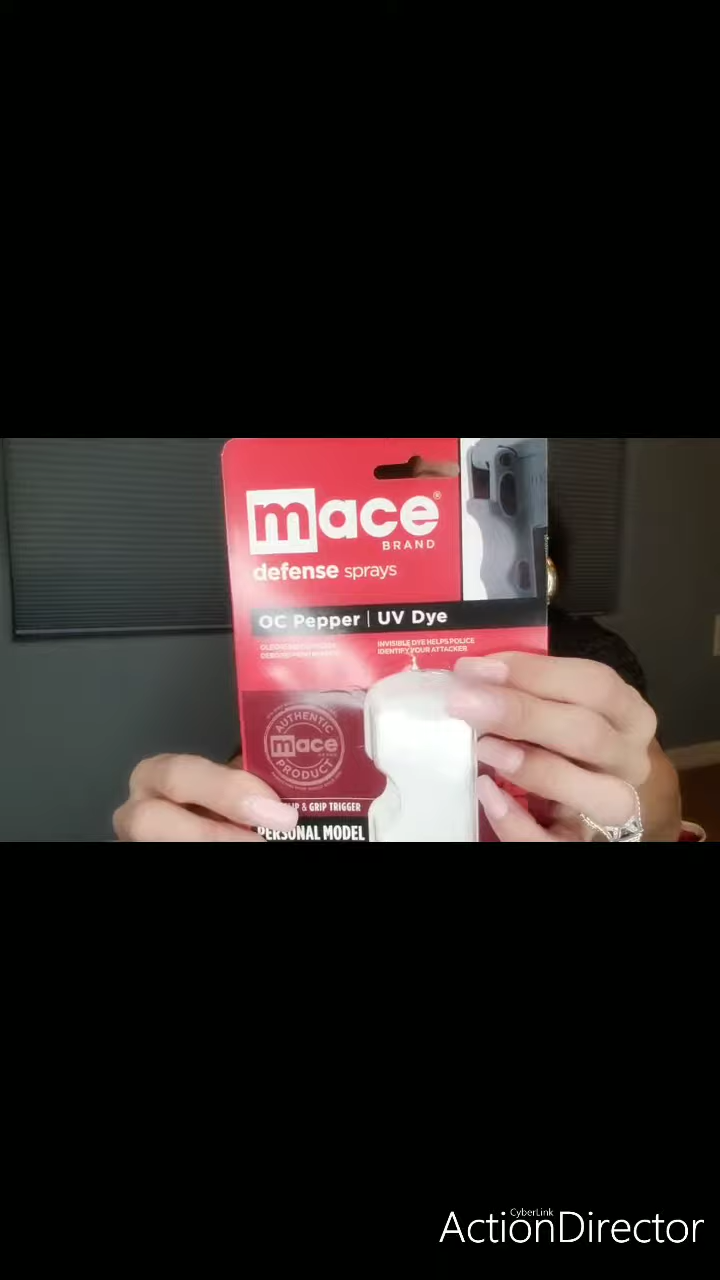 mace®
BRAND
defense sprays
OC Pepper | UV Dye
INVISIBLE DYE HELPS POLICE
IDENTIFY YOUR ATTACKER
AUTHENTIC
mace
PRODUCT
& GRIP TRIGGER
PERSONAL MODEL
CyberLink
ActionDirector